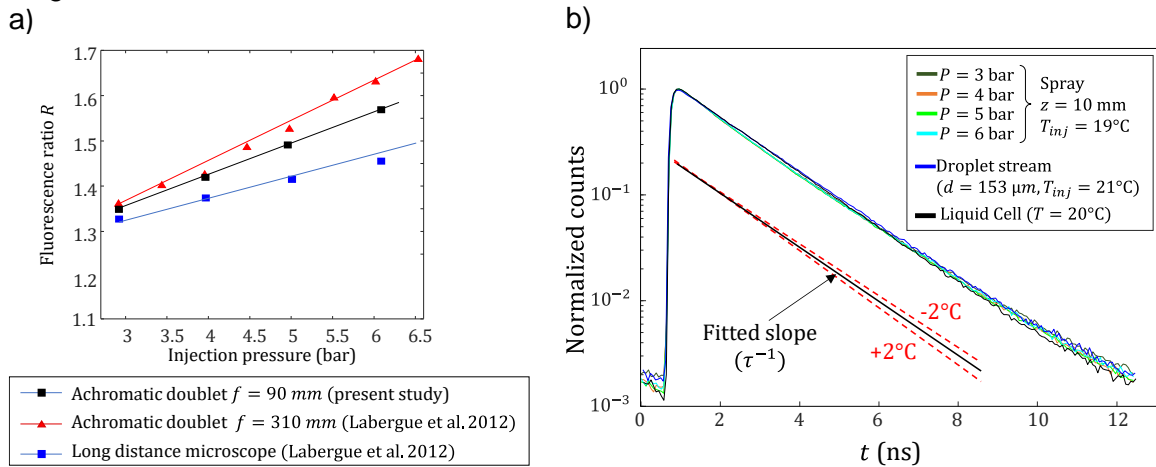 a)
1.7
1.6
1.5
1.4
1.3
1.2
1.1
Fluorescence ratio R
3 3.5 4 4.5 5 5.5 6 6.5
Injection pressure (bar)
Achromatic doublet f = 90 mm (present study)
Achromatic doublet f = 310 mm (Labergue et al. 2012)
Long distance microscope (Labergue et al. 2012)
b)
P = 3 bar
P = 4 bar
P = 5 bar
P = 6 bar
Spray
z = 10 mm
T_inj = 19°C
Droplet stream
(d = 153 μm, T_inj = 21°C)
Liquid Cell (T = 20°C)
10^0
10^-1
10^-2
10^-3
Normalized counts
Fitted slope
(τ^-1)
-2°C
+2°C
0 2 4 6 8 10 12
t (ns)